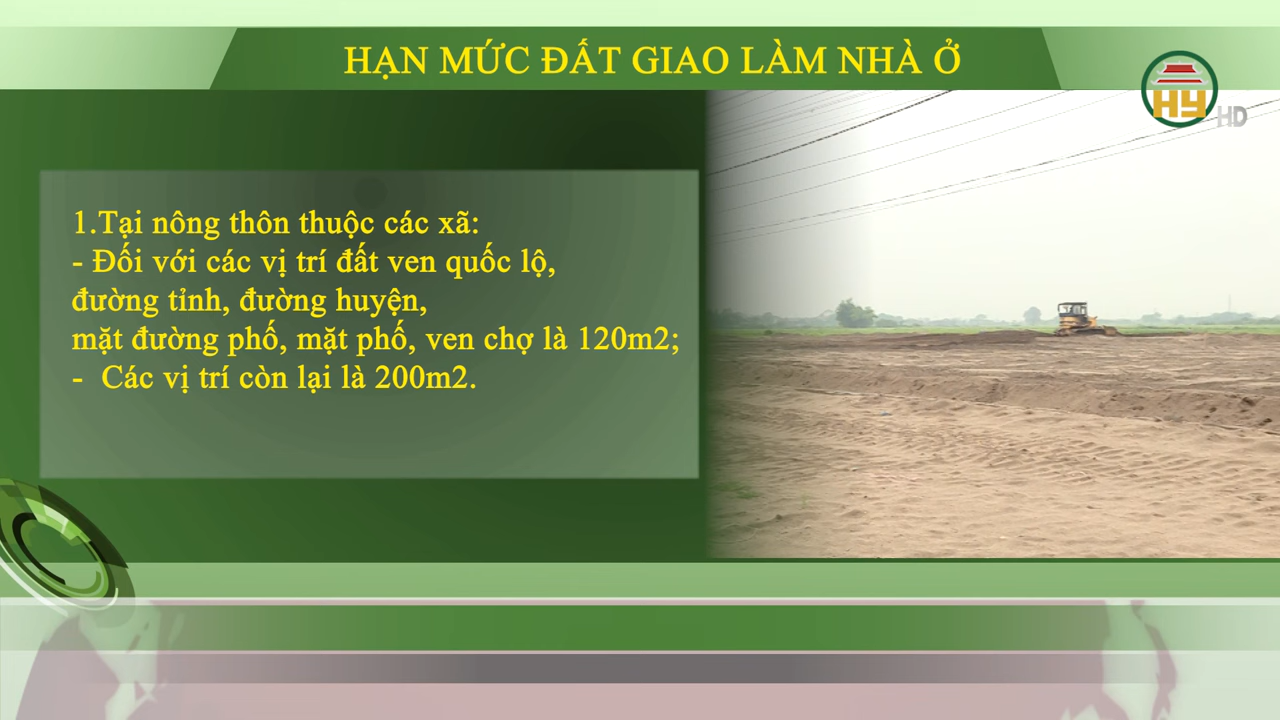 HẠN MỨC ĐẤT GIAO LÀM NHÀ Ở
HY
HD
1.Tại nông thôn thuộc các xã:
- Đối với các vị trí đất ven quốc lộ,
đường tỉnh, đường huyện,
mặt đường phố, mặt phố, ven chợ là 120m2;
- Các vị trí còn lại là 200m2.